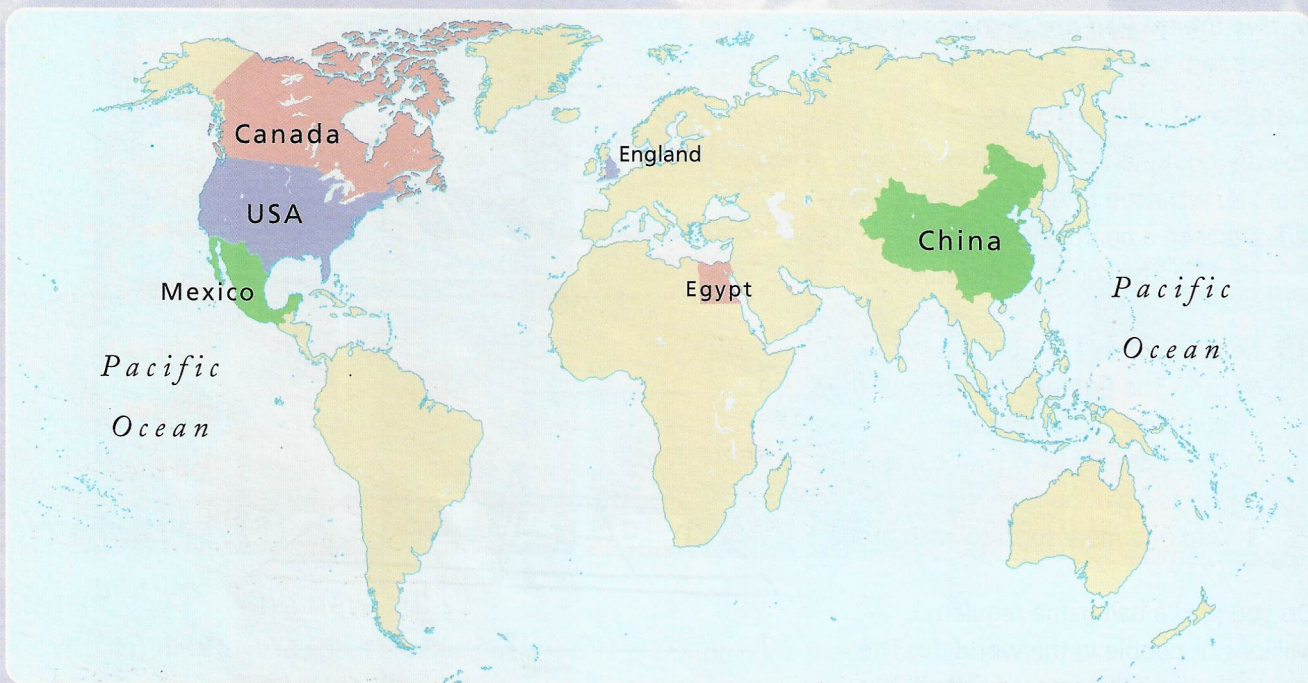 Canada
England
USA
China
Mexico
Egypt
Pacific
Ocean
Pacific
Ocean